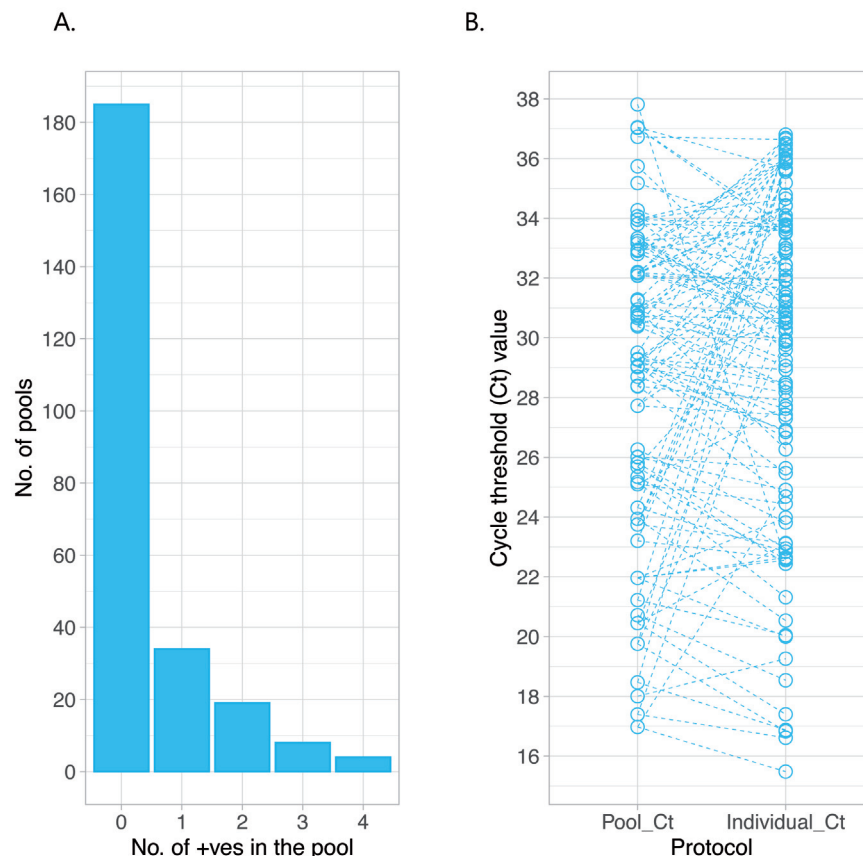 A.
B.
No. of pools
180
160
140
120
100
80
60
40
20
0
0 1 2 3 4
No. of +ves in the pool
Cycle threshold (Ct) value
38
36
34
32
30
28
26
24
22
20
18
16
Pool_Ct Individual_Ct
Protocol